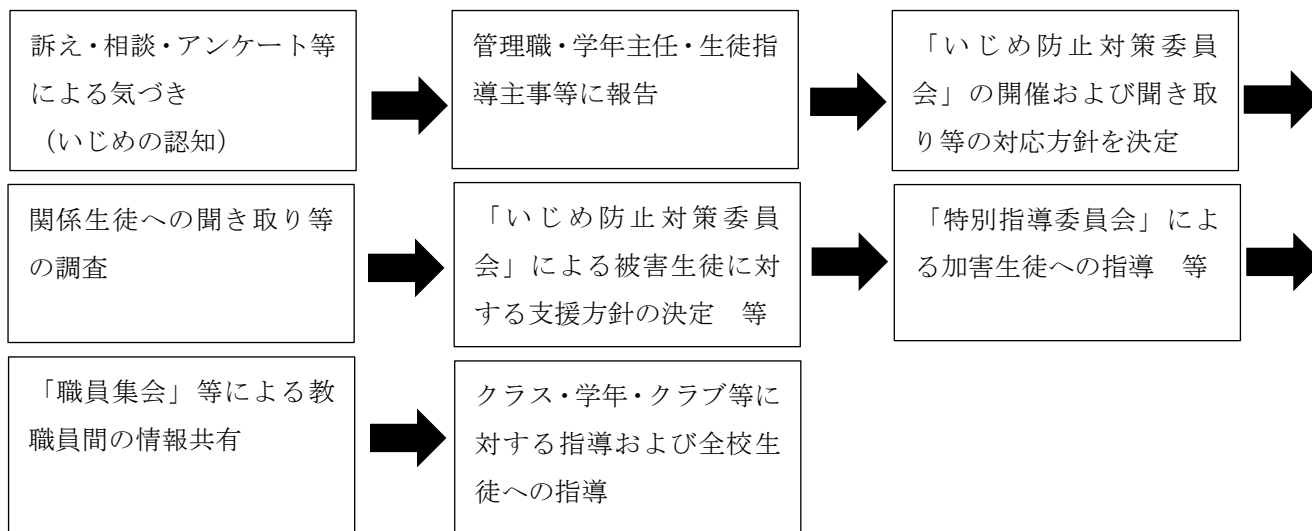 訴え・相談・アンケート等
による気づき
（いじめの認知）
管理職・学年主任・生徒指
導主事等に報告
「いじめ防止対策委員
会」の開催および聞き取
り等の対応方針を決定
関係生徒への聞き取り等
の調査
「いじめ防止対策委員
会」による被害生徒に対
する支援方針の決定　等
「特別指導委員会」によ
る加害生徒への指導　等
「職員集会」等による教
職員間の情報共有
クラス・学年・クラブ等に
対する指導および全校生
徒への指導